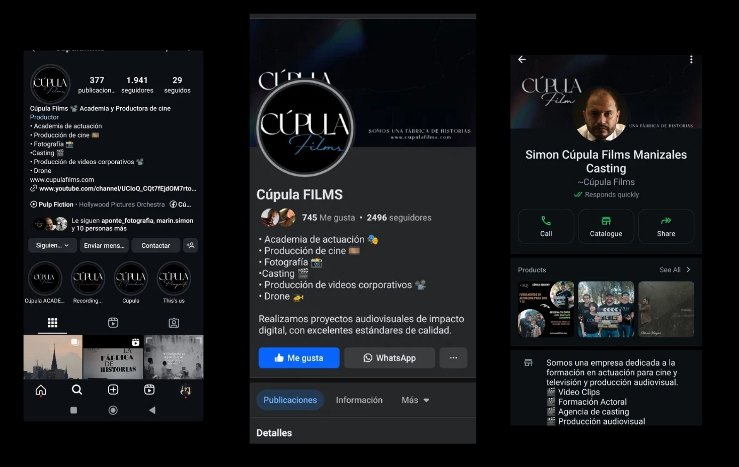 CÚPULA
Films
377
1.941
29
publicacion...
seguidores
seguidos
Cúpula Films 📽️ Academia y Productora de cine
Productor
• Academia de actuación
• Producción de cine 🎞️
• Fotografía 📸
•Casting 🎬
• Producción de videos corporativos 📽️
• Drone
www.cupulafilms.com
www.youtube.com/channel/UCIoQ_CQt7fEjdOM7rto...
Pulp Fiction • Hollywood Pictures Orchestra
Cú...
Le siguen aponte_fotografia, marin.simon
y 10 personas más
Siguien...
Enviar mens...
Contactar
Cúpula ACADE...
Recording...
Cúpula
This's us
LA
FÁBRICA
DE
HISTORIAS
CÚPULA
CÚPULA
Films
SOMOS UNA FÁBRICA DE HISTORIAS
www.cupulafilms.com
Cúpula FILMS
745 Me gusta • 2496 seguidores
• Academia de actuación 🎭
• Producción de cine 🎞️
• Fotografía 📸
•Casting 🎬
• Producción de videos corporativos 📽️
• Drone 🚁
Realizamos proyectos audiovisuales de impacto
digital, con excelentes estándares de calidad.
Me gusta
WhatsApp
...
Publicaciones
Información
Más
Detalles
CÚPULA
Film
UNA FÁBRICA DE HISTORIAS
Simon Cúpula Films Manizales
Casting
~Cúpula Films
Responds quickly
Call
Catalogue
Share
Products
See All
Somos una empresa dedicada a la
formación en actuación para cine y
televisión y producción audiovisual.
🎬 Video Clips
🎬 Formación Actoral
🎬 Agencia de casting
🎬 Producción audiovisual